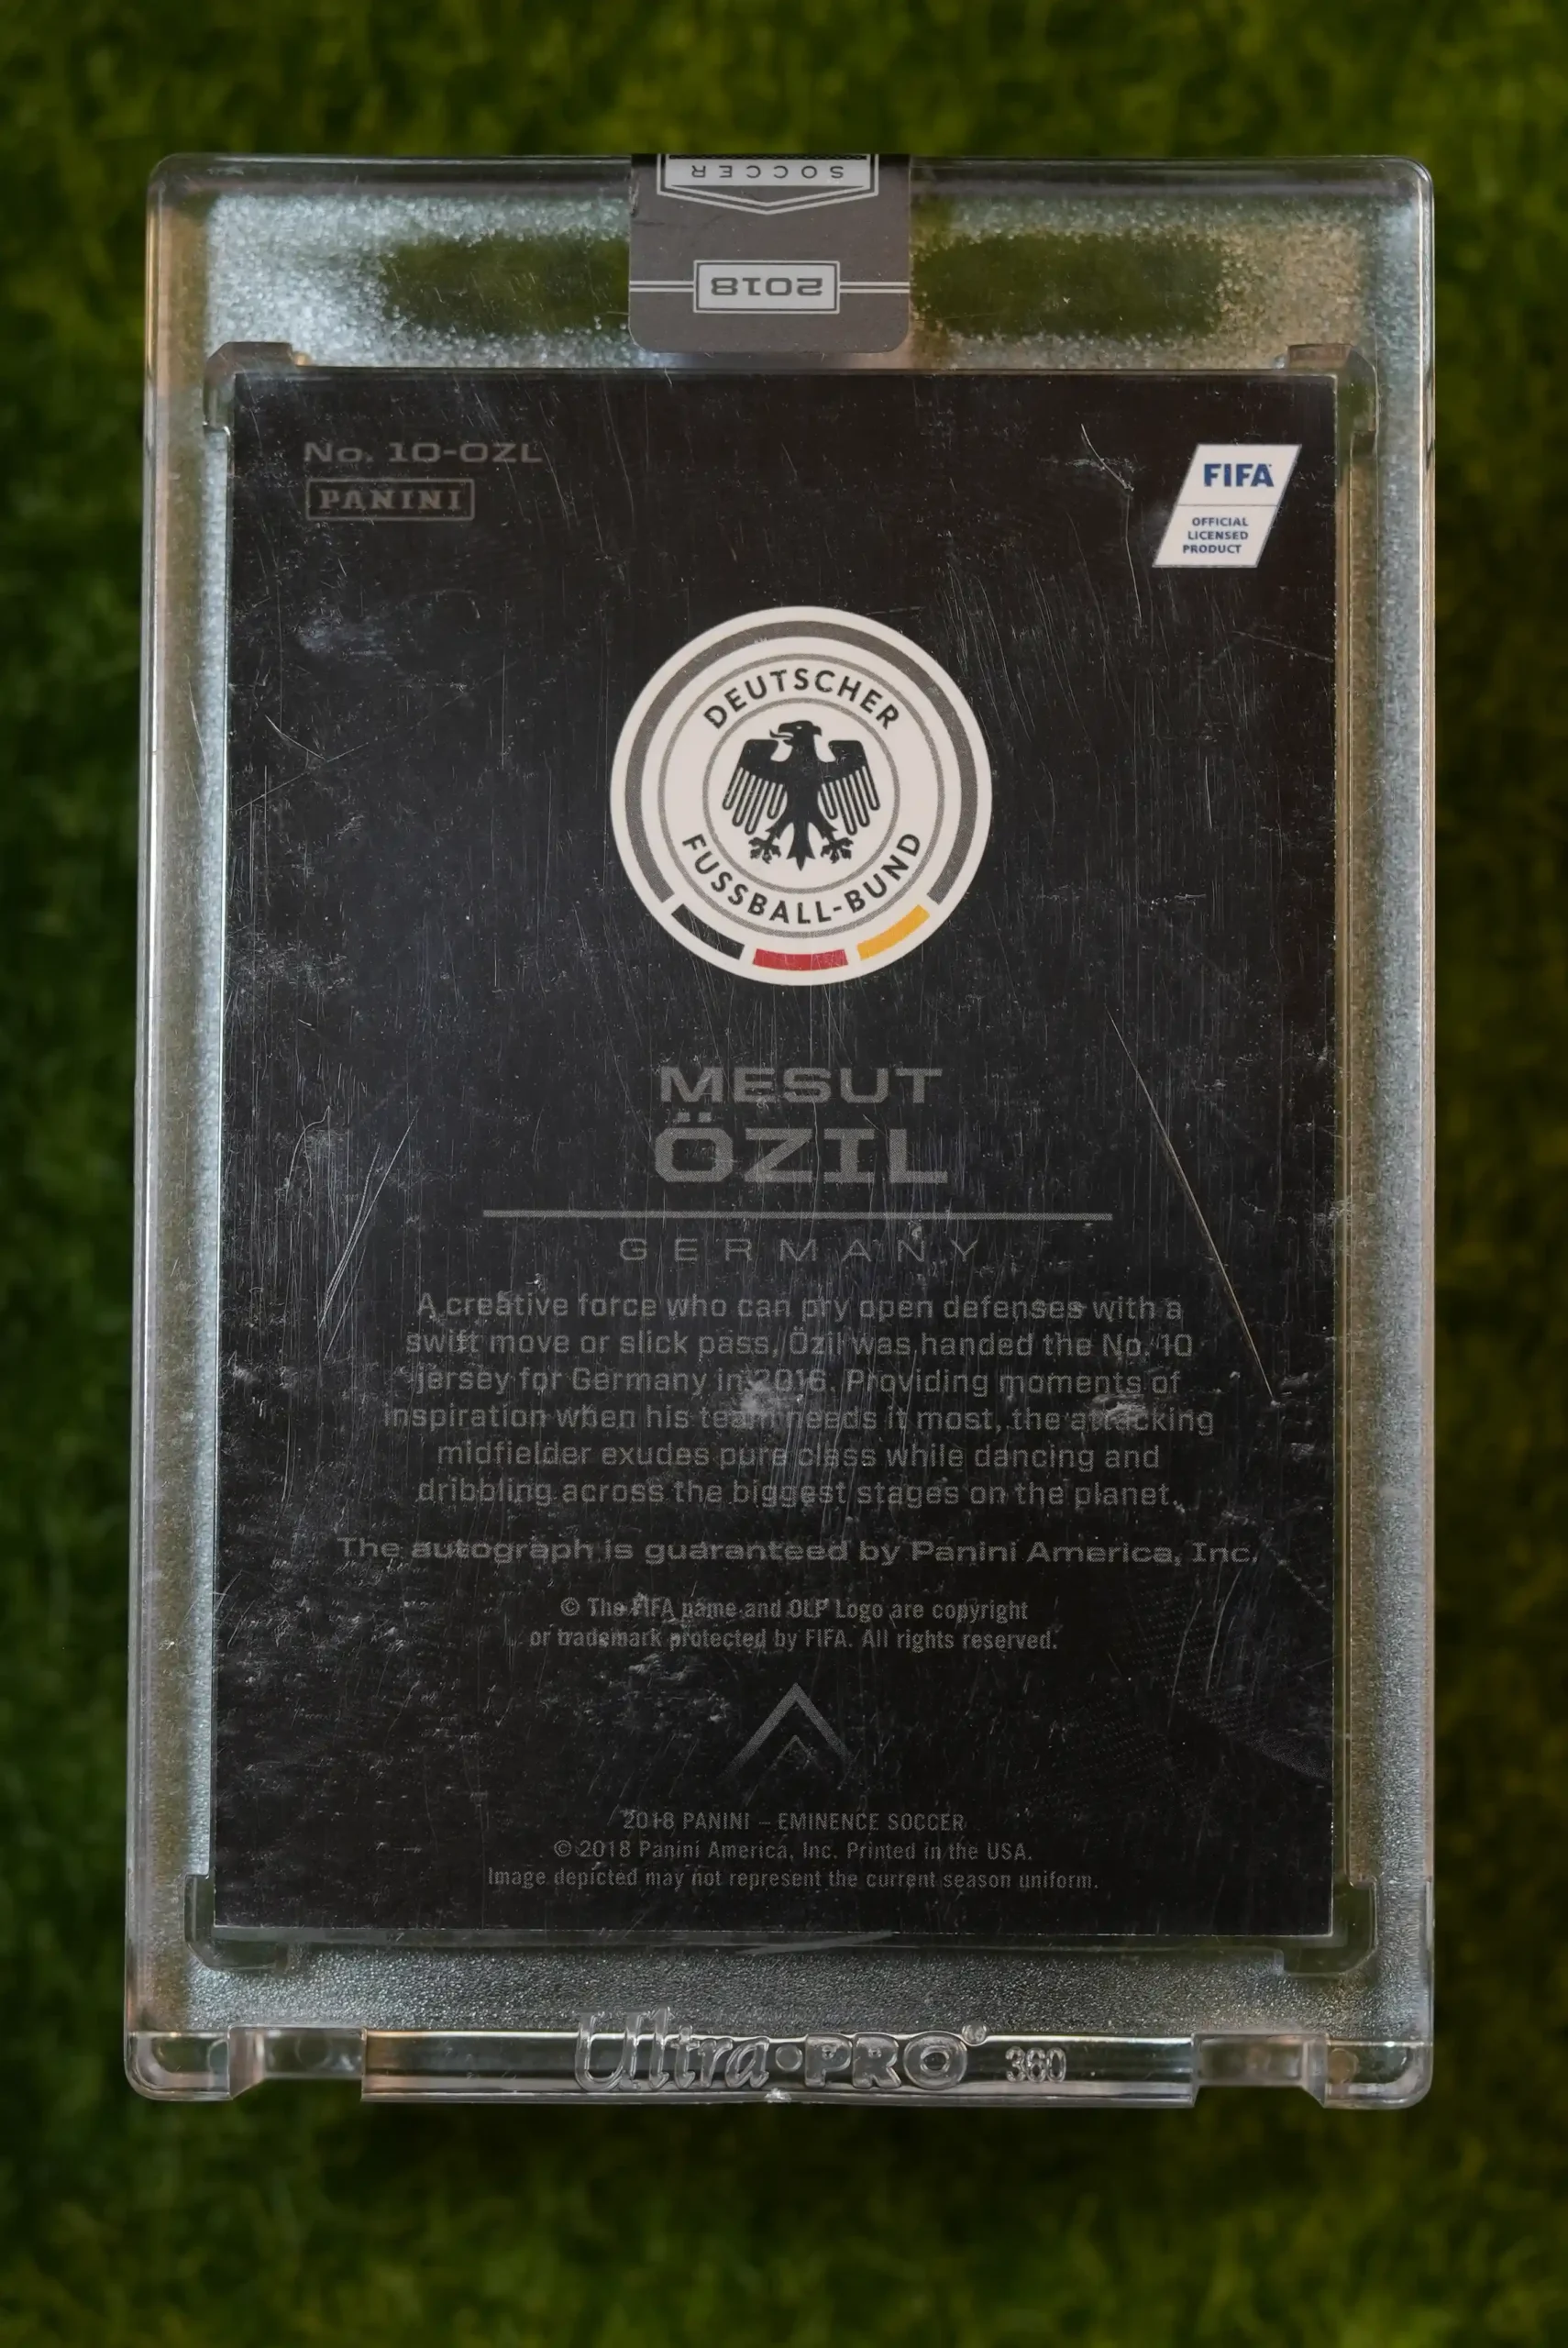 SOCCER
2018
No. 10-OZL
PANINI
FIFA
OFFICIAL
LICENSED
PRODUCT
DEUTSCHER
FUSSBALL-BUND
MESUT
ÖZIL
GERMANY
A creative force who can pry open defenses with a
swift move or slick pass, Özil was handed the No. 10
jersey for Germany in 2016. Providing moments of
inspiration when his team needs it most, the attacking
midfielder exudes pure class while dancing and
dribbling across the biggest stages on the planet.
The autograph is guaranteed by Panini America, Inc.
© The FIFA name and OLP Logo are copyright
or trademark protected by FIFA. All rights reserved.
2018 PANINI – EMINENCE SOCCER
© 2018 Panini America, Inc. Printed in the USA.
Image depicted may not represent the current season uniform.
Ultra•PRO® 360